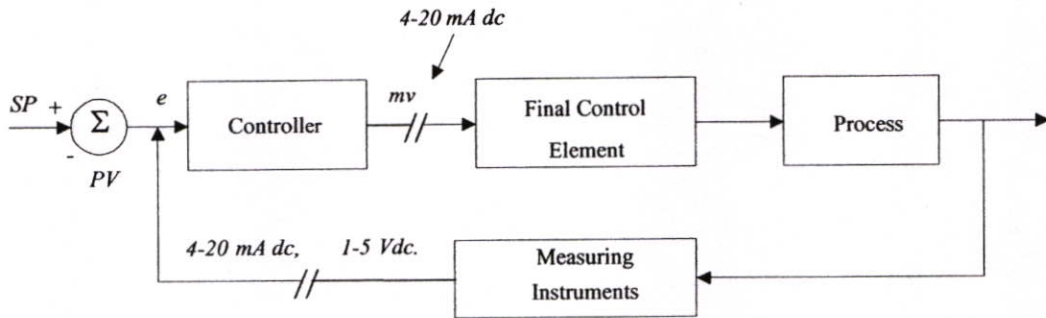 4-20 mA dc
SP +
e
mv
Σ
Controller
Final Control
Element
Process
-
PV
4-20 mA dc, 1-5 Vdc.
Measuring
Instruments